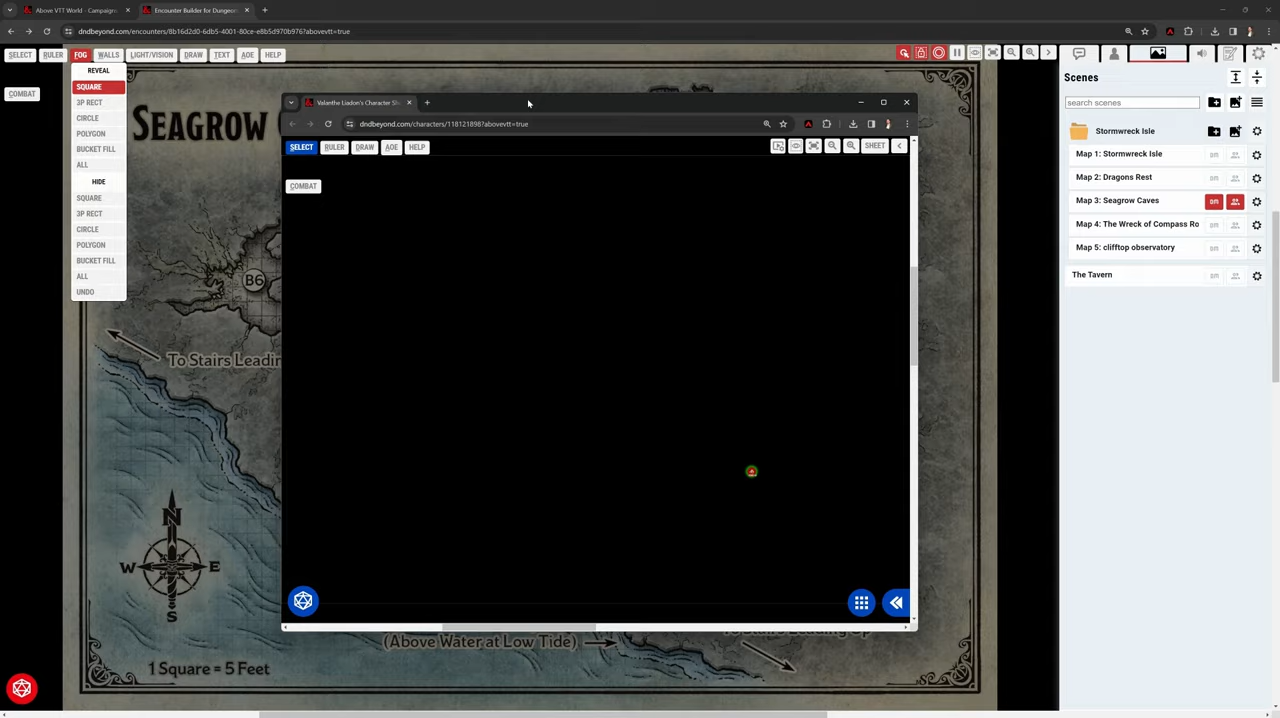 Above VTT World - Campaigns
Encounter Builder for Dungeon
dndbeyond.com/encounters/8b16d2d0-6db5-4001-80ce-e8b5d970b976?abovevtt=true
SELECT
RULER
FOG
WALLS
LIGHT/VISION
DRAW
TEXT
AOE
HELP
COMBAT
REVEAL
SQUARE
3P RECT
CIRCLE
POLYGON
BUCKET FILL
ALL
HIDE
SQUARE
3P RECT
CIRCLE
POLYGON
BUCKET FILL
ALL
UNDO
SEAGROW
B6
To Stairs Leadin
N
W
E
S
1 Square = 5 Feet
(Above Water at Low Tide)
To Stairs Leading Up
Valanthe Liadon's Character Sh
dndbeyond.com/characters/118121898?abovevtt=true
SELECT
RULER
DRAW
AOE
HELP
SHEET
COMBAT
Scenes
search scenes
Stormwreck Isle
Map 1: Stormwreck Isle
Map 2: Dragons Rest
Map 3: Seagrow Caves
Map 4: The Wreck of Compass Ro
Map 5: clifftop observatory
The Tavern